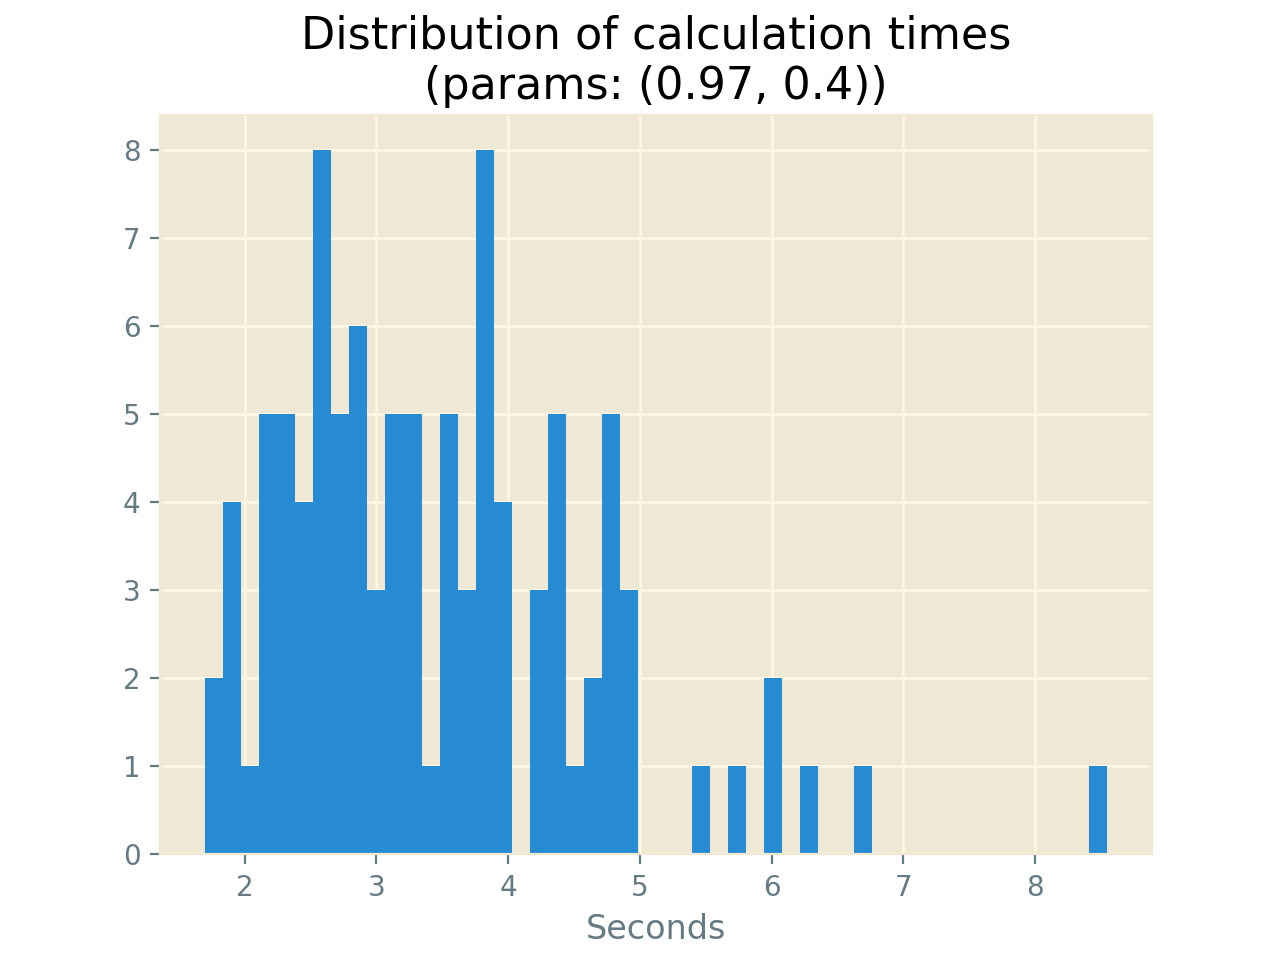 Distribution of calculation times
(params: (0.97, 0.4))
8
7
6
5
4
3
2
1
0
2 3 4 5 6 7 8
Seconds